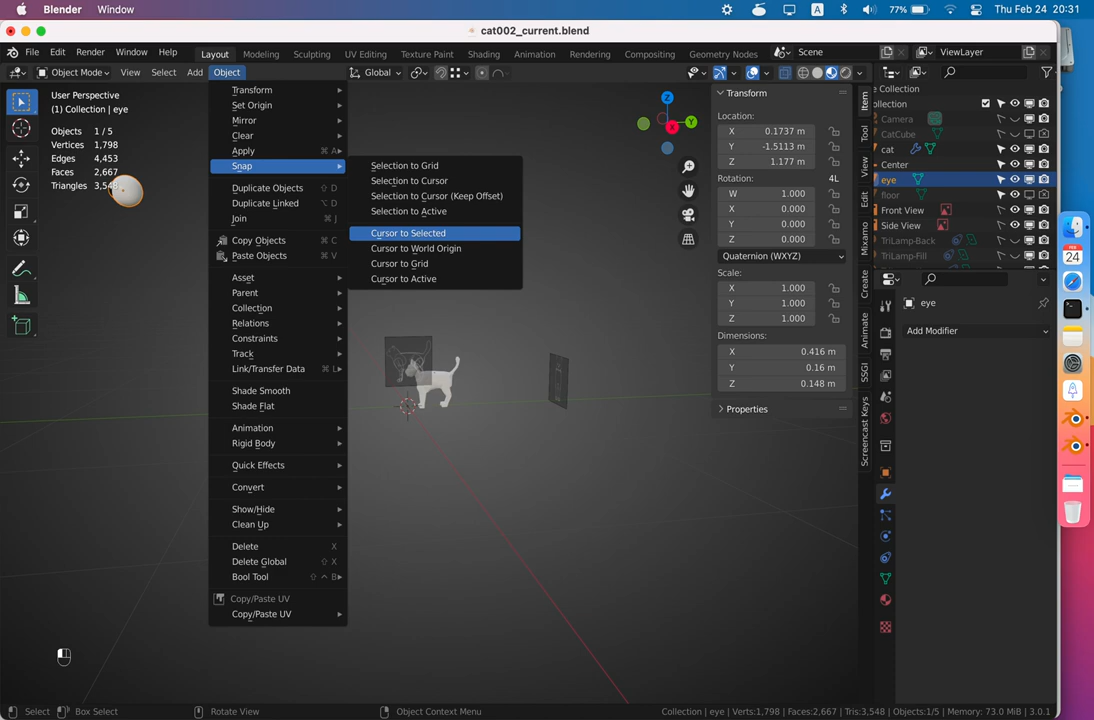 Blender Window A 77% Thu Feb 24 20:31
cat002_current.blend
File Edit Render Window Help Layout Modeling Sculpting UV Editing Texture Paint Shading Animation Rendering Compositing Geometry Nodes Scene ViewLayer
Object Mode View Select Add Object Global
User Perspective
(1) Collection | eye
Objects 1 / 5
Vertices 1,798
Edges 4,453
Faces 2,667
Triangles 3,548
Transform
Set Origin
Mirror
Clear
Apply ⌘ A
Snap
Duplicate Objects ⇧ D
Duplicate Linked ⌥ D
Join ⌘ J
Copy Objects ⌘ C
Paste Objects ⌘ V
Asset
Parent
Collection
Relations
Constraints
Track
Link/Transfer Data ⌘ L
Shade Smooth
Shade Flat
Animation
Rigid Body
Quick Effects
Convert
Show/Hide
Clean Up
Delete X
Delete Global ⇧ X
Bool Tool ⇧ ^ B
Copy/Paste UV
Copy/Paste UV
Selection to Grid
Selection to Cursor
Selection to Cursor (Keep Offset)
Selection to Active
Cursor to Selected
Cursor to World Origin
Cursor to Grid
Cursor to Active
Z
Y
X
Transform
Location:
X 0.1737 m
Y -1.5113 m
Z 1.177 m
Rotation: 4L
W 1.000
X 0.000
Y 0.000
Z 0.000
Quaternion (WXYZ)
Scale:
X 1.000
Y 1.000
Z 1.000
Dimensions:
X 0.416 m
Y 0.16 m
Z 0.148 m
Properties
Item
Tool
View
Edit
Mixamo
Create
Animate
SSGI
Screencast Keys
e Collection
ollection
Camera
CatCube
cat
Center
eye
floor
Front View
Side View
TriLamp-Back
TriLamp-Fill
eye
Add Modifier
FEB
24
Select Box Select Rotate View Object Context Menu Collection | eye | Verts:1,798 | Faces:2,667 | Tris:3,548 | Objects:1/5 | Memory: 73.0 MiB | 3.0.1